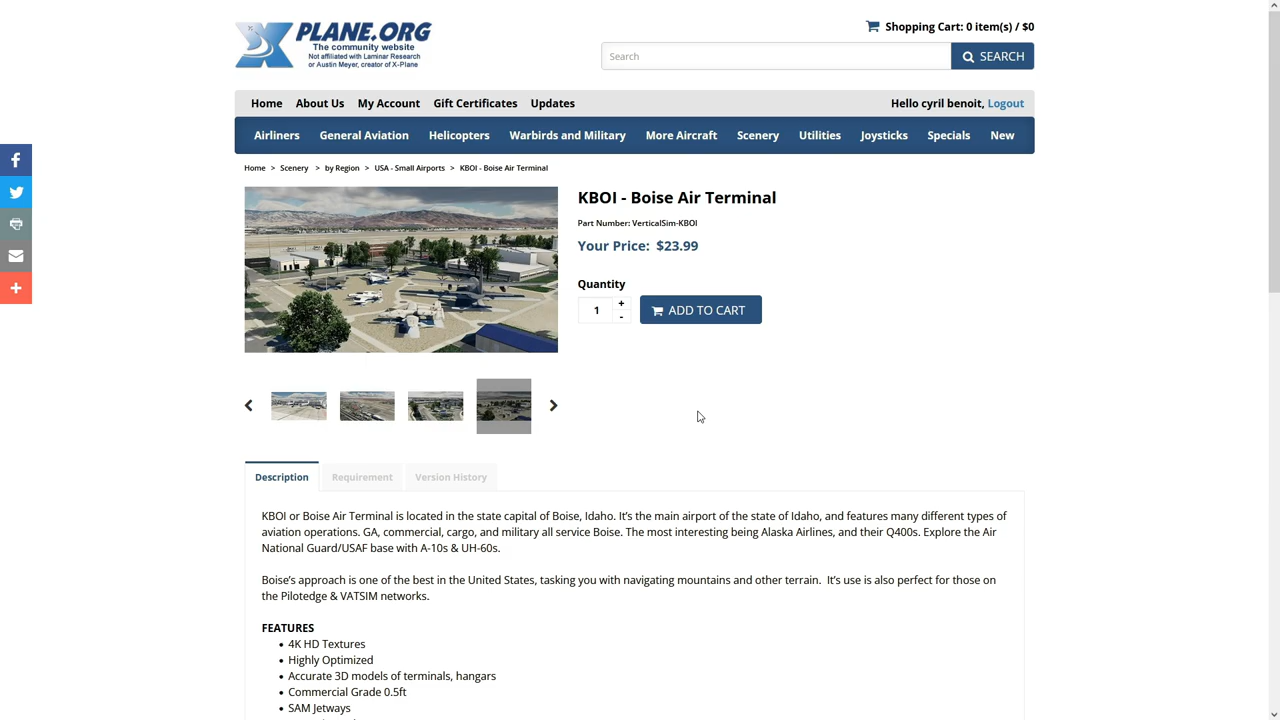 PLANE.ORG
The community website
Not affiliated with Laminar Research
or Austin Meyer, creator of X-Plane
Shopping Cart: 0 item(s) / $0
Search
SEARCH
Home About Us My Account Gift Certificates Updates
Hello cyril benoit, Logout
Airliners General Aviation Helicopters Warbirds and Military More Aircraft Scenery Utilities Joysticks Specials New
Home > Scenery > by Region > USA - Small Airports > KBOI - Boise Air Terminal
KBOI - Boise Air Terminal
Part Number: VerticalSim-KBOI
Your Price: $23.99
Quantity
1
+
-
ADD TO CART
Description Requirement Version History
KBOI or Boise Air Terminal is located in the state capital of Boise, Idaho. It’s the main airport of the state of Idaho, and features many different types of
aviation operations. GA, commercial, cargo, and military all service Boise. The most interesting being Alaska Airlines, and their Q400s. Explore the Air
National Guard/USAF base with A-10s & UH-60s.
Boise’s approach is one of the best in the United States, tasking you with navigating mountains and other terrain. It’s use is also perfect for those on
the Pilotedge & VATSIM networks.
FEATURES
• 4K HD Textures
• Highly Optimized
• Accurate 3D models of terminals, hangars
• Commercial Grade 0.5ft
• SAM Jetways